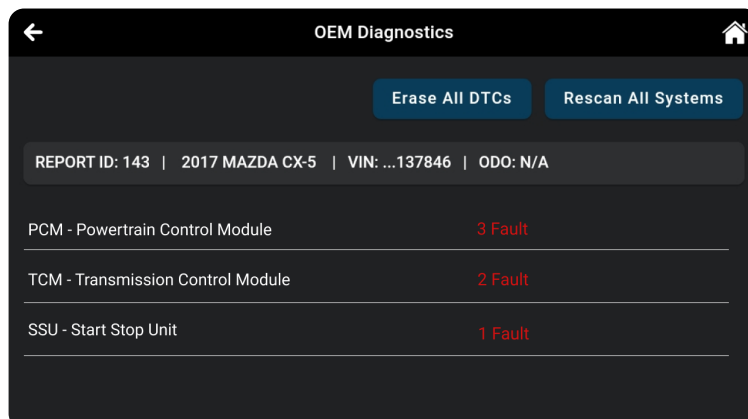 OEM Diagnostics
Erase All DTCs Rescan All Systems
REPORT ID: 143 | 2017 MAZDA CX-5 | VIN: ...137846 | ODO: N/A
PCM - Powertrain Control Module 3 Fault
TCM - Transmission Control Module 2 Fault
SSU - Start Stop Unit 1 Fault